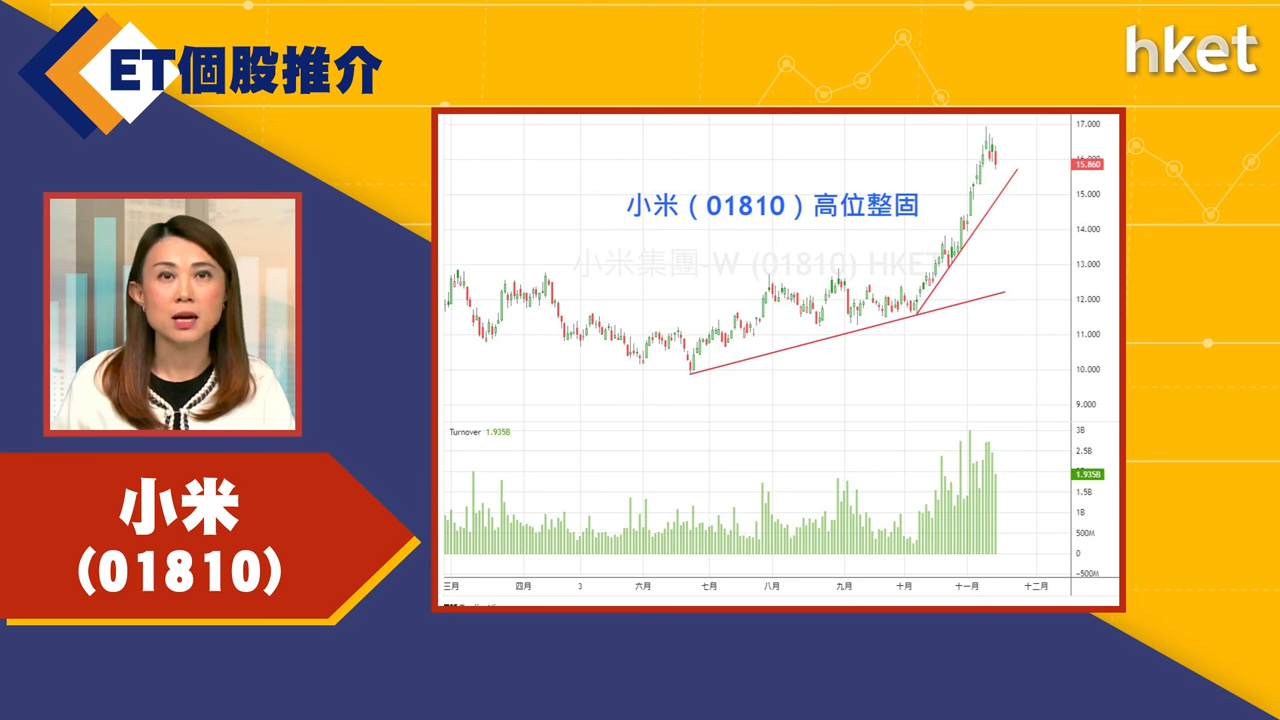 ET個股推介
hket
小米
(01810)
小米（01810）高位整固
小米集團-W (01810) HKET
17.000
16.000
15.860
15.000
14.000
13.000
12.000
11.000
10.000
9.000
Turnover 1.935B
3B
2.5B
1.935B
1.5B
1B
500M
0
-500M
三月 四月 3 六月 七月 八月 九月 十月 十一月 十二月